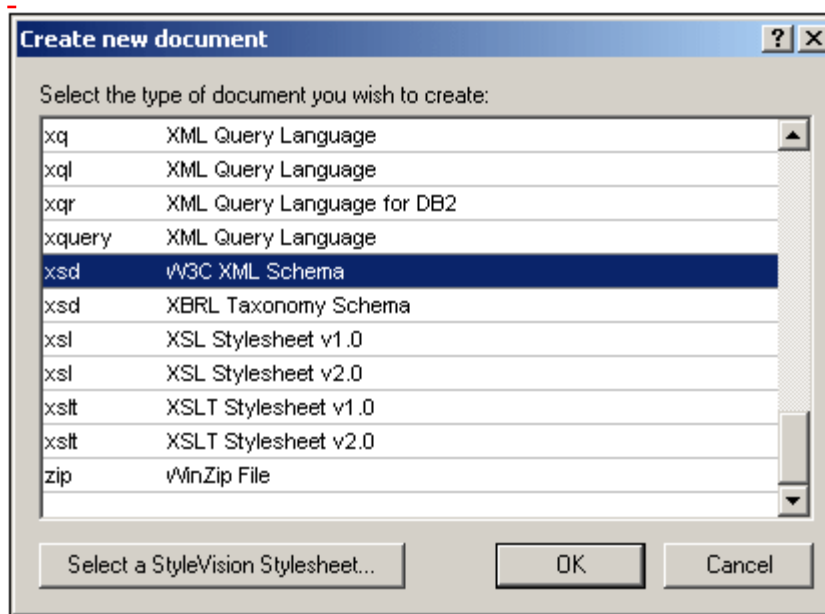 Create new document
Select the type of document you wish to create:
xq XML Query Language
xql XML Query Language
xqr XML Query Language for DB2
xquery XML Query Language
xsd W3C XML Schema
xsd XBRL Taxonomy Schema
xsl XSL Stylesheet v1.0
xsl XSL Stylesheet v2.0
xslt XSLT Stylesheet v1.0
xslt XSLT Stylesheet v2.0
zip WinZip File
Select a StyleVision Stylesheet... OK Cancel